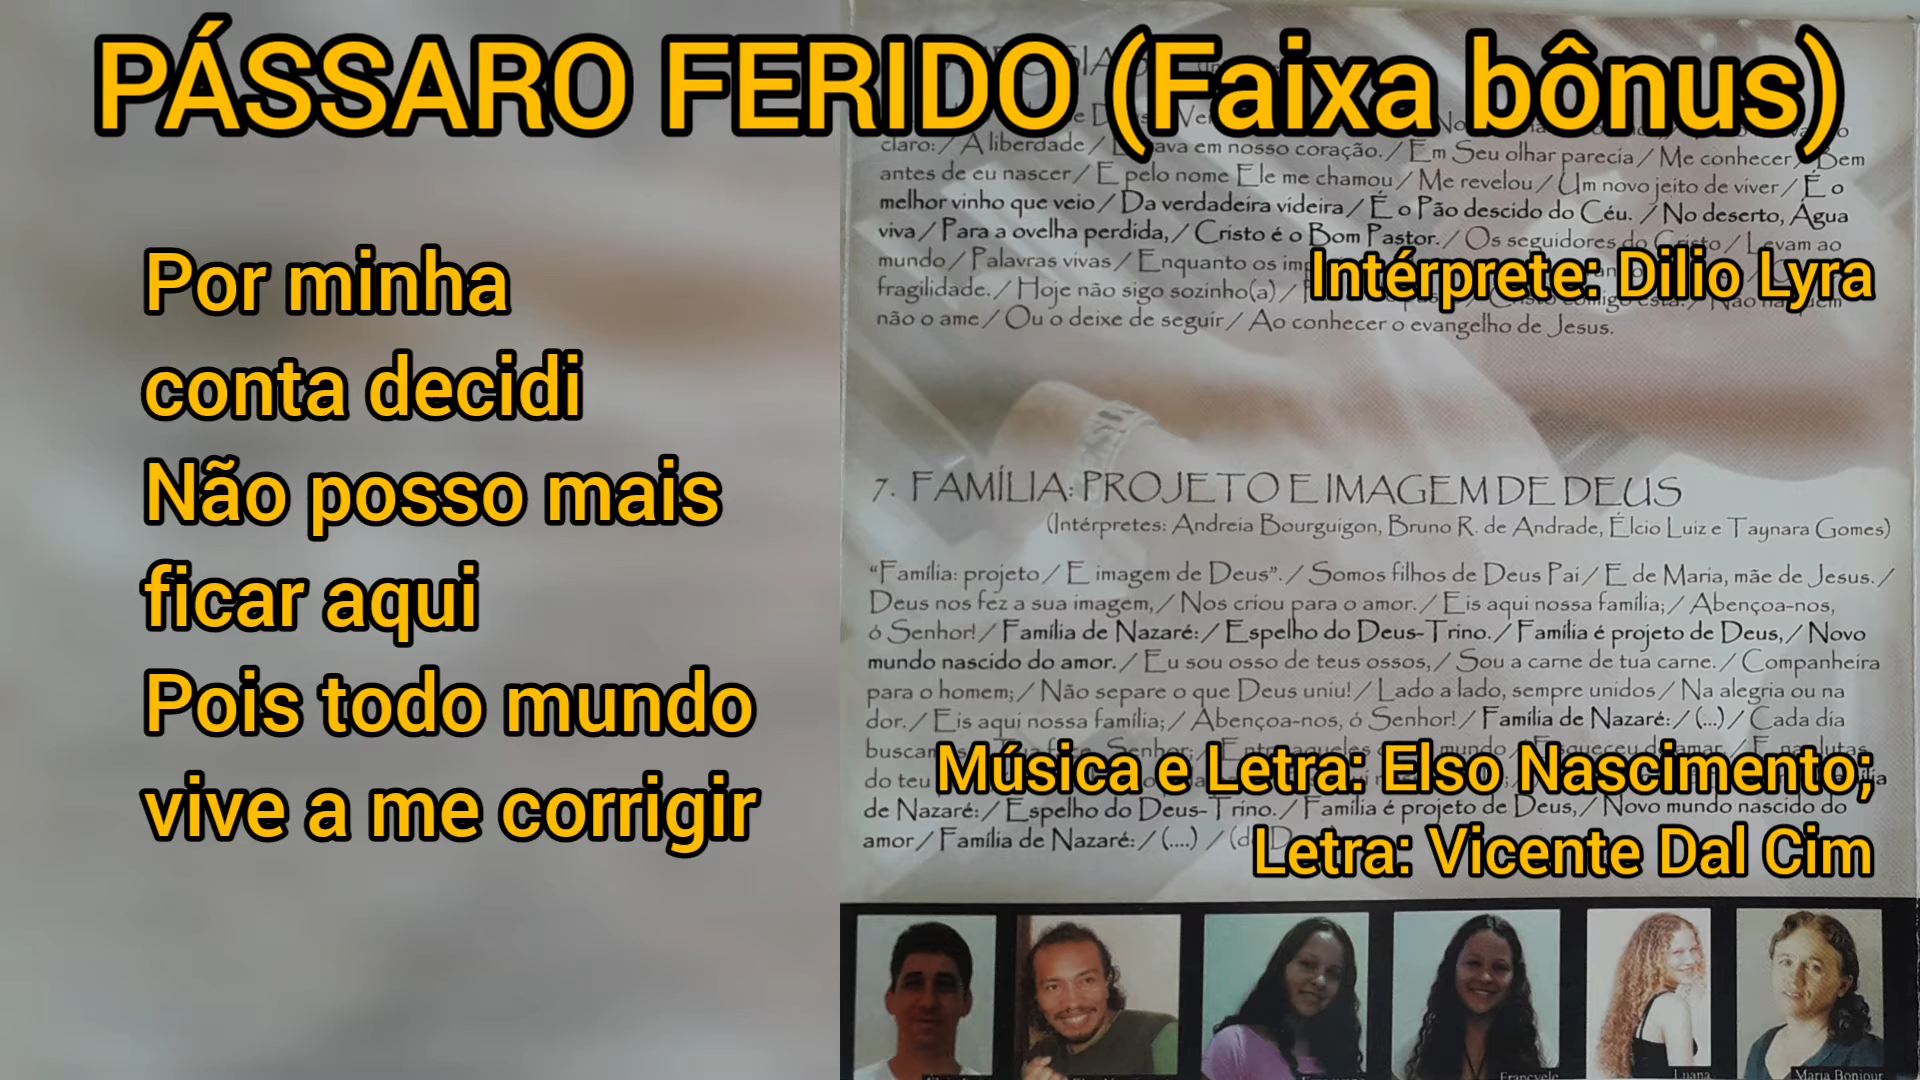 PÁSSARO FERIDO (Faixa bônus)
Por minha
conta decidi
Não posso mais
ficar aqui
Pois todo mundo
vive a me corrigir
Intérprete: Dilio Lyra
Música e Letra: Elso Nascimento;
Letra: Vicente Dal Cim
claro: / A liberdade / ava em nosso coração. / Em Seu olhar parecia / Me conhecer / Bem
antes de eu nascer / E pelo nome Ele me chamou / Me revelou / Um novo jeito de viver / É o
melhor vinho que veio / Da verdadeira videira / É o Pão descido do Céu. / No deserto, Água
viva / Para a ovelha perdida, / Cristo é o Bom Pastor. / Os seguidores do Cristo / Levam ao
mundo / Palavras vivas / Enquanto os
fragilidade. / Hoje não sigo sozinho(a) /
não o ame / Ou o deixe de seguir / Ao conhecer o evangelho de Jesus.
7. FAMÍLIA: PROJETO E IMAGEM DE DEUS
(Intérpretes: Andreia Bourguigon, Bruno R. de Andrade, Élcio Luiz e Taynara Gomes)
“Família: projeto / E imagem de Deus”. / Somos filhos de Deus Pai / E de Maria, mãe de Jesus. /
Deus nos fez a sua imagem, / Nos criou para o amor. / Eis aqui nossa família; / Abençoa-nos,
ó Senhor! / Família de Nazaré: / Espelho do Deus-Trino. / Família é projeto de Deus, / Novo
mundo nascido do amor. / Eu sou osso de teus ossos, / Sou a carne de tua carne. / Companheira
para o homem; / Não separe o que Deus uniu! / Lado a lado, sempre unidos / Na alegria ou na
dor. / Eis aqui nossa família; / Abençoa-nos, ó Senhor! / Família de Nazaré: / (...) / Cada dia
do teu
de Nazaré: / Espelho do Deus-Trino. / Família é projeto de Deus, / Novo mundo nascido do
amor / Família de Nazaré: / (....) /
Francyele
Luana
Maria Bonjour